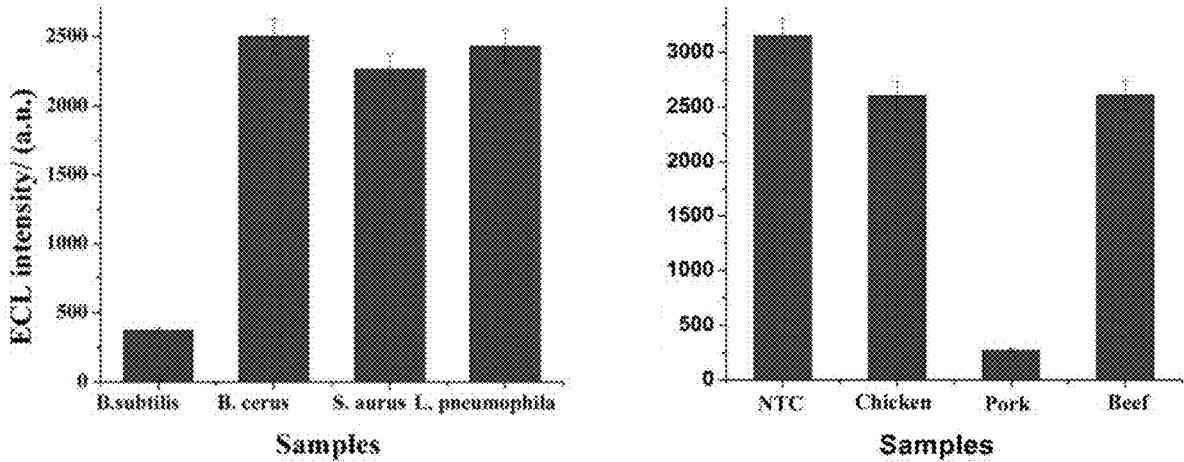 ECL intensity/ (a.u.)
2500
2000
1500
1000
500
0
B.subtilis B. cerus S. aurus L. pneumophila
Samples
3000
2500
2000
1500
1000
500
0
NTC Chicken Pork Beef
Samples